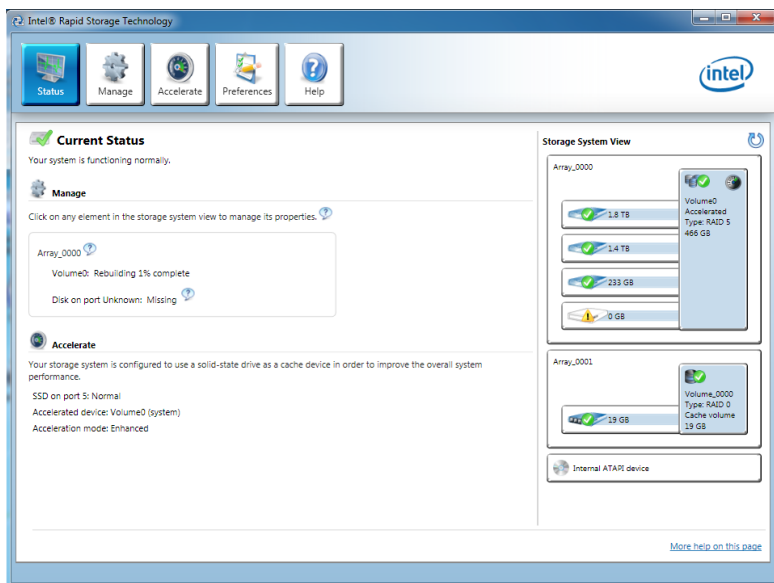 Intel® Rapid Storage Technology
Status
Manage
Accelerate
Preferences
Help
intel
Current Status
Your system is functioning normally.
Manage
Click on any element in the storage system view to manage its properties.
Array_0000
Volume0: Rebuilding 1% complete
Disk on port Unknown: Missing
Accelerate
Your storage system is configured to use a solid-state drive as a cache device in order to improve the overall system
performance.
SSD on port 5: Normal
Accelerated device: Volume0 (system)
Acceleration mode: Enhanced
Storage System View
Array_0000
1.8 TB
1.4 TB
233 GB
0 GB
Volume0
Accelerated
Type: RAID 5
466 GB
Array_0001
19 GB
Volume_0000
Type: RAID 0
Cache volume
19 GB
Internal ATAPI device
More help on this page